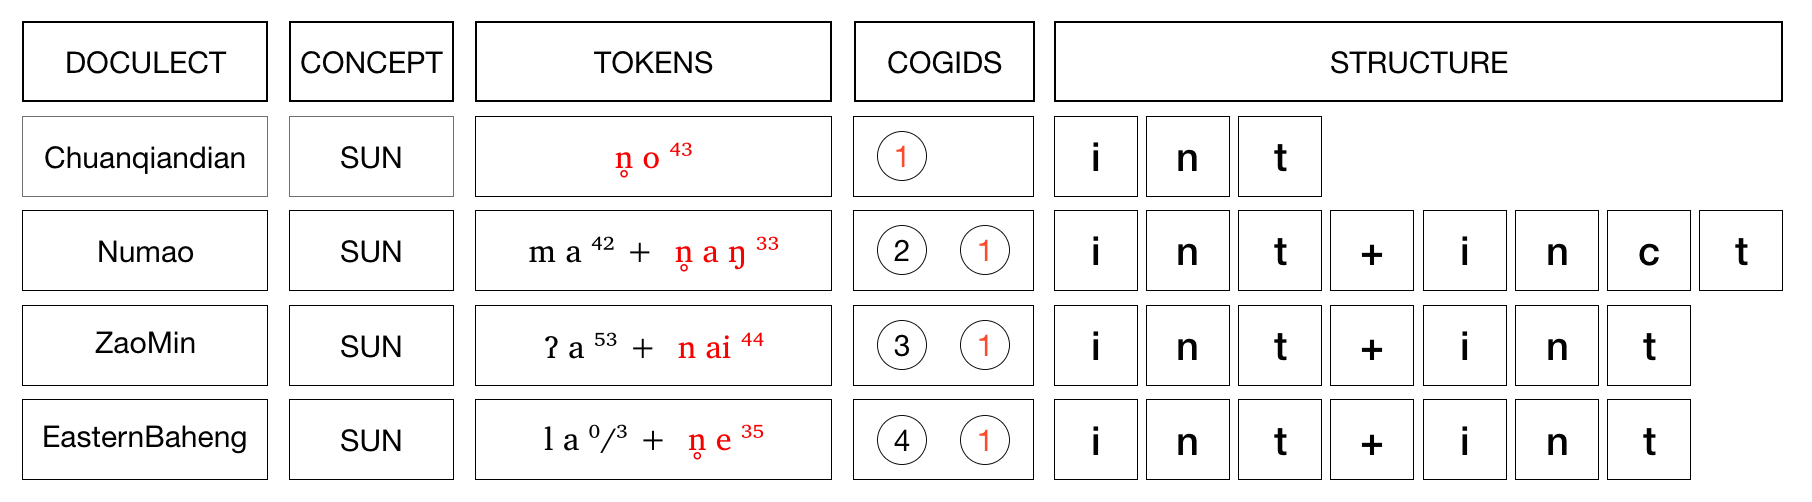 DOCULECT CONCEPT TOKENS COGIDS STRUCTURE
Chuanqiandian SUN n̥ o ⁴³ 1 i n t
Numao SUN m a ⁴² + n̥ a ŋ ³³ 2 1 i n t + i n c t
ZaoMin SUN ʔ a ⁵³ + n ai ⁴⁴ 3 1 i n t + i n t
EasternBaheng SUN l a ⁰/³ + n̥ e ³⁵ 4 1 i n t + i n t